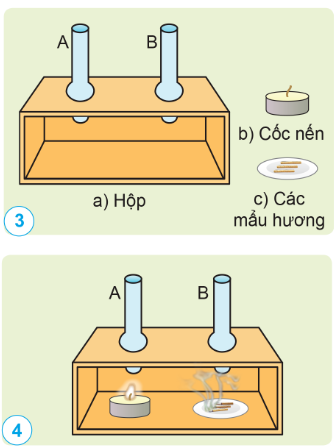 A
B
b) Cốc nến
a) Hộp
c) Các
mẩu hương
3
A
B
4